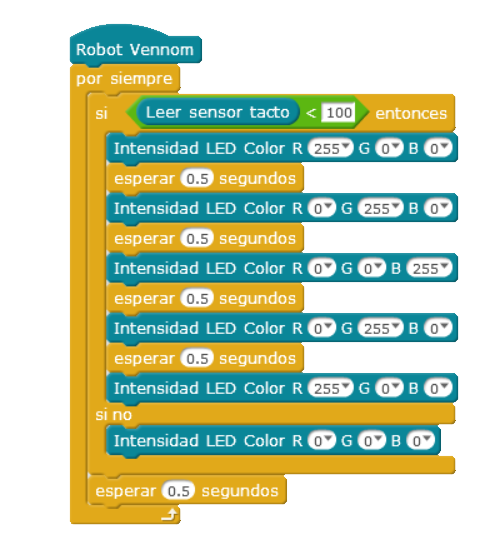 Robot Vennom
por siempre
si Leer sensor tacto < 100 entonces
Intensidad LED Color R 255 G 0 B 0
esperar 0.5 segundos
Intensidad LED Color R 0 G 255 B 0
esperar 0.5 segundos
Intensidad LED Color R 0 G 0 B 255
esperar 0.5 segundos
Intensidad LED Color R 0 G 255 B 0
esperar 0.5 segundos
Intensidad LED Color R 255 G 0 B 0
si no
Intensidad LED Color R 0 G 0 B 0
esperar 0.5 segundos